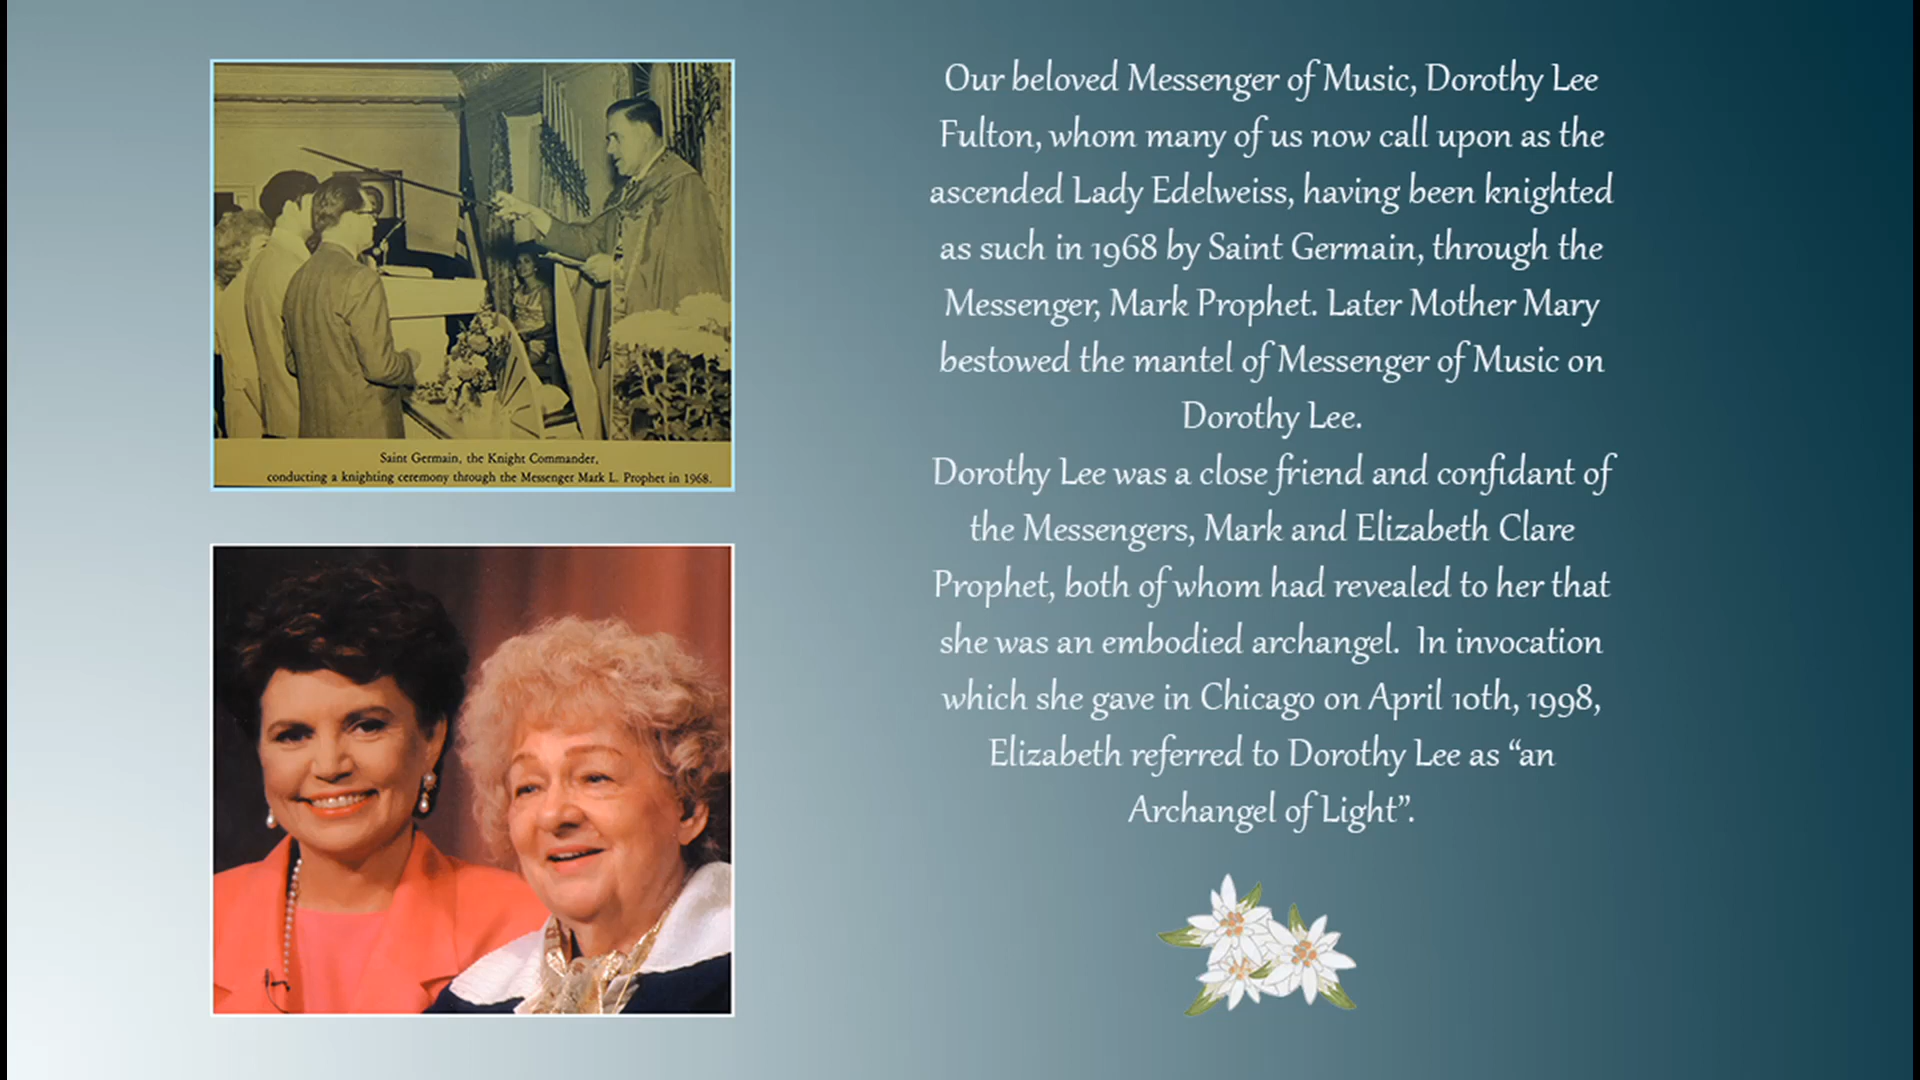 Saint Germain, the Knight Commander,
conducting a knighting ceremony through the Messenger Mark L. Prophet in 1968.
Our beloved Messenger of Music, Dorothy Lee
Fulton, whom many of us now call upon as the
ascended Lady Edelweiss, having been knighted
as such in 1968 by Saint Germain, through the
Messenger, Mark Prophet. Later Mother Mary
bestowed the mantel of Messenger of Music on
Dorothy Lee.
Dorothy Lee was a close friend and confidant of
the Messengers, Mark and Elizabeth Clare
Prophet, both of whom had revealed to her that
she was an embodied archangel.  In invocation
which she gave in Chicago on April 10th, 1998,
Elizabeth referred to Dorothy Lee as “an
Archangel of Light”.